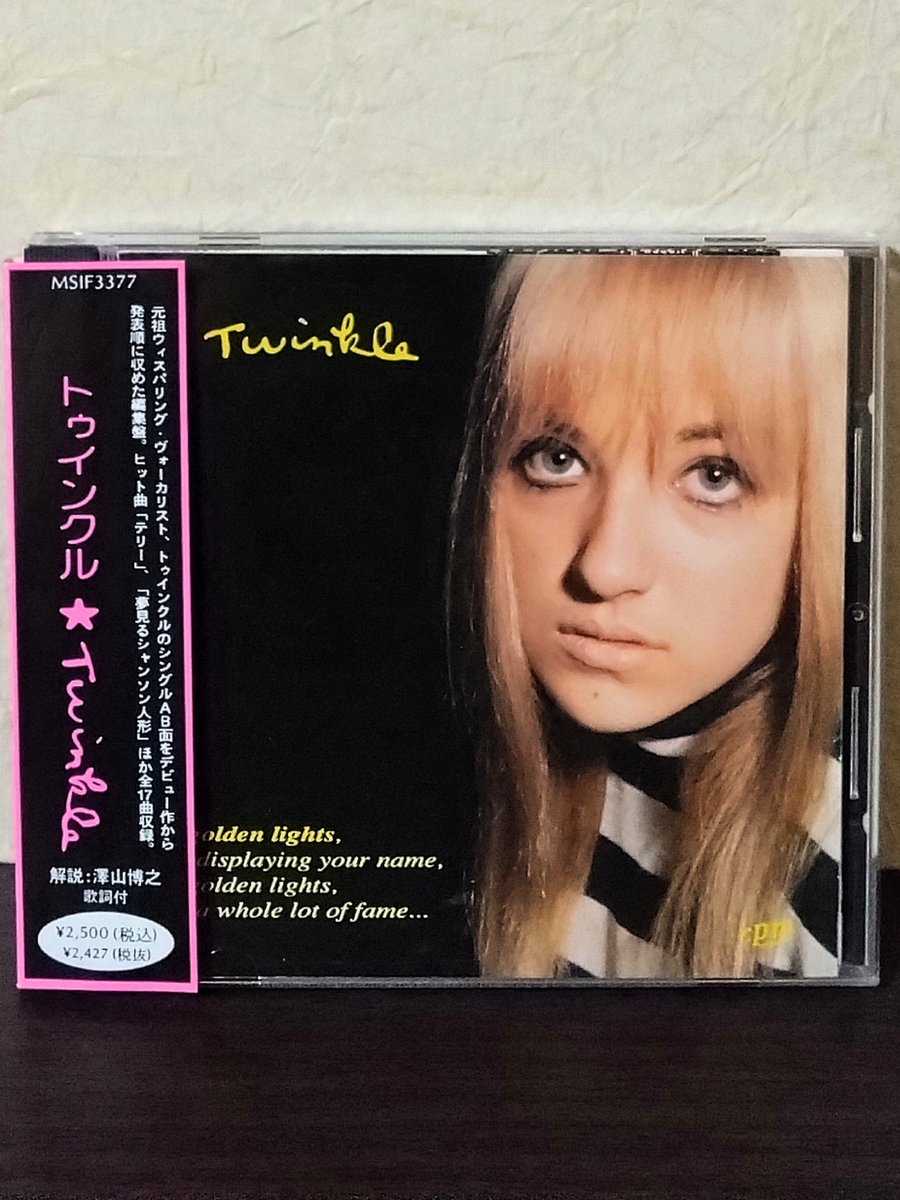 MSIF3377
元祖ウィスパリング・ヴォーカリスト、トゥインクルのシングルAB面をデビュー作から
発表順に収めた編集盤。ヒット曲「テリー」、「夢見るシャンソン人形」ほか全17曲収録。
トゥインクル★Twinkle
解説:澤山博之
歌詞付
¥2,500(税込)
¥2,427(税抜)
Twinkle
golden lights,
displaying your name,
golden lights,
a whole lot of fame...
rpm